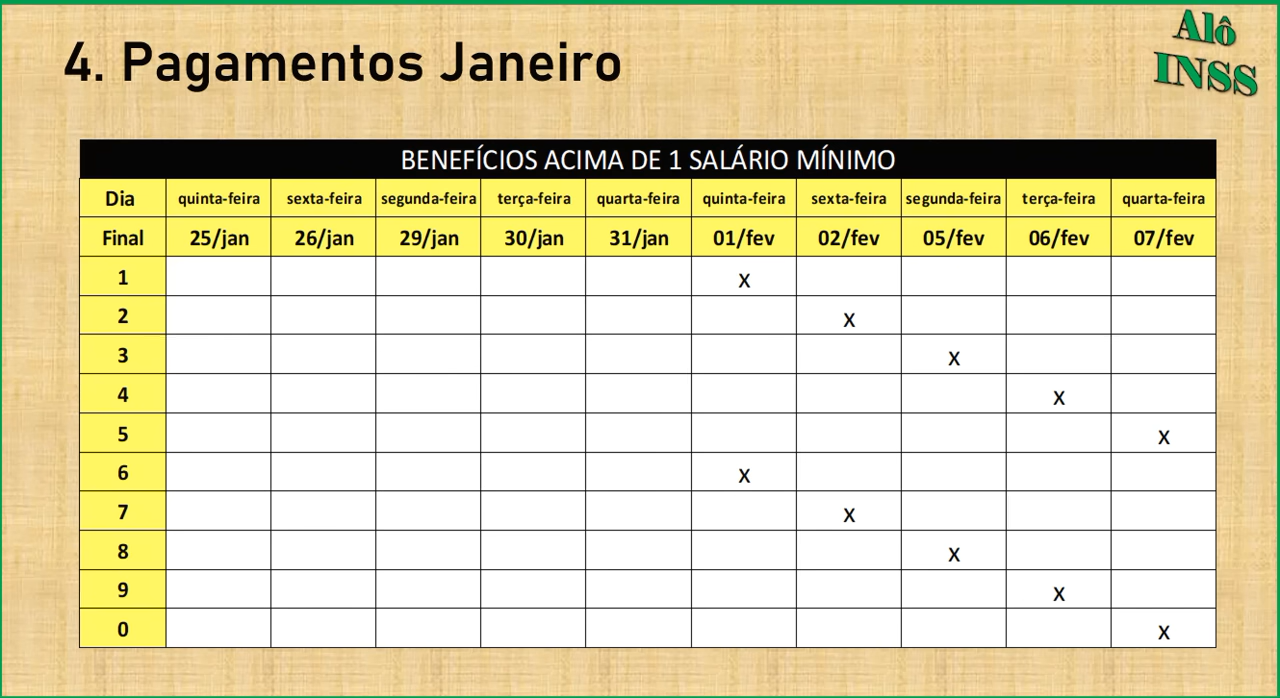 4. Pagamentos Janeiro
Alô
INSS
BENEFÍCIOS ACIMA DE 1 SALÁRIO MÍNIMO
Dia quinta-feira sexta-feira segunda-feira terça-feira quarta-feira quinta-feira sexta-feira segunda-feira terça-feira quarta-feira
Final 25/jan 26/jan 29/jan 30/jan 31/jan 01/fev 02/fev 05/fev 06/fev 07/fev
1 x
2 x
3 x
4 x
5 x
6 x
7 x
8 x
9 x
0 x